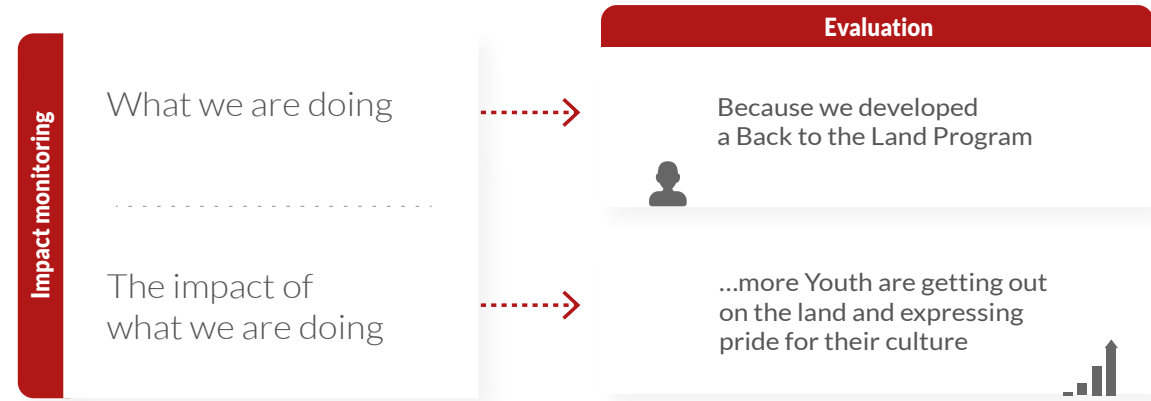 Evaluation
Impact monitoring
What we are doing
Because we developed
a Back to the Land Program
The impact of
what we are doing
...more Youth are getting out
on the land and expressing
pride for their culture